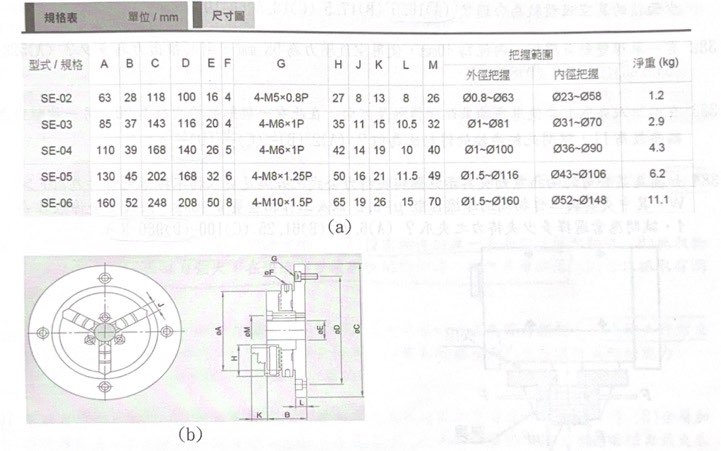 規格表 單位 / mm 尺寸圖
型式 / 規格 A B C D E F G H J K L M 把握範圍 淨重 (kg)
外徑把握 內徑把握
SE-02 63 28 118 100 16 4 4-M5×0.8P 27 8 13 8 26 Ø0.8~Ø63 Ø23~Ø58 1.2
SE-03 85 37 143 116 20 4 4-M6×1P 35 11 15 10.5 32 Ø1~Ø81 Ø31~Ø70 2.9
SE-04 110 39 168 140 26 5 4-M6×1P 42 14 19 10 40 Ø1~Ø100 Ø36~Ø90 4.3
SE-05 130 45 202 168 32 6 4-M8×1.25P 50 16 21 11.5 49 Ø1.5~Ø116 Ø43~Ø106 6.2
SE-06 160 52 248 208 50 8 4-M10×1.5P 65 19 26 15 70 Ø1.5~Ø160 Ø52~Ø148 11.1
(a)
G
øF
J
øA
øM
øE
øD
øC
H
L
K B
(b)